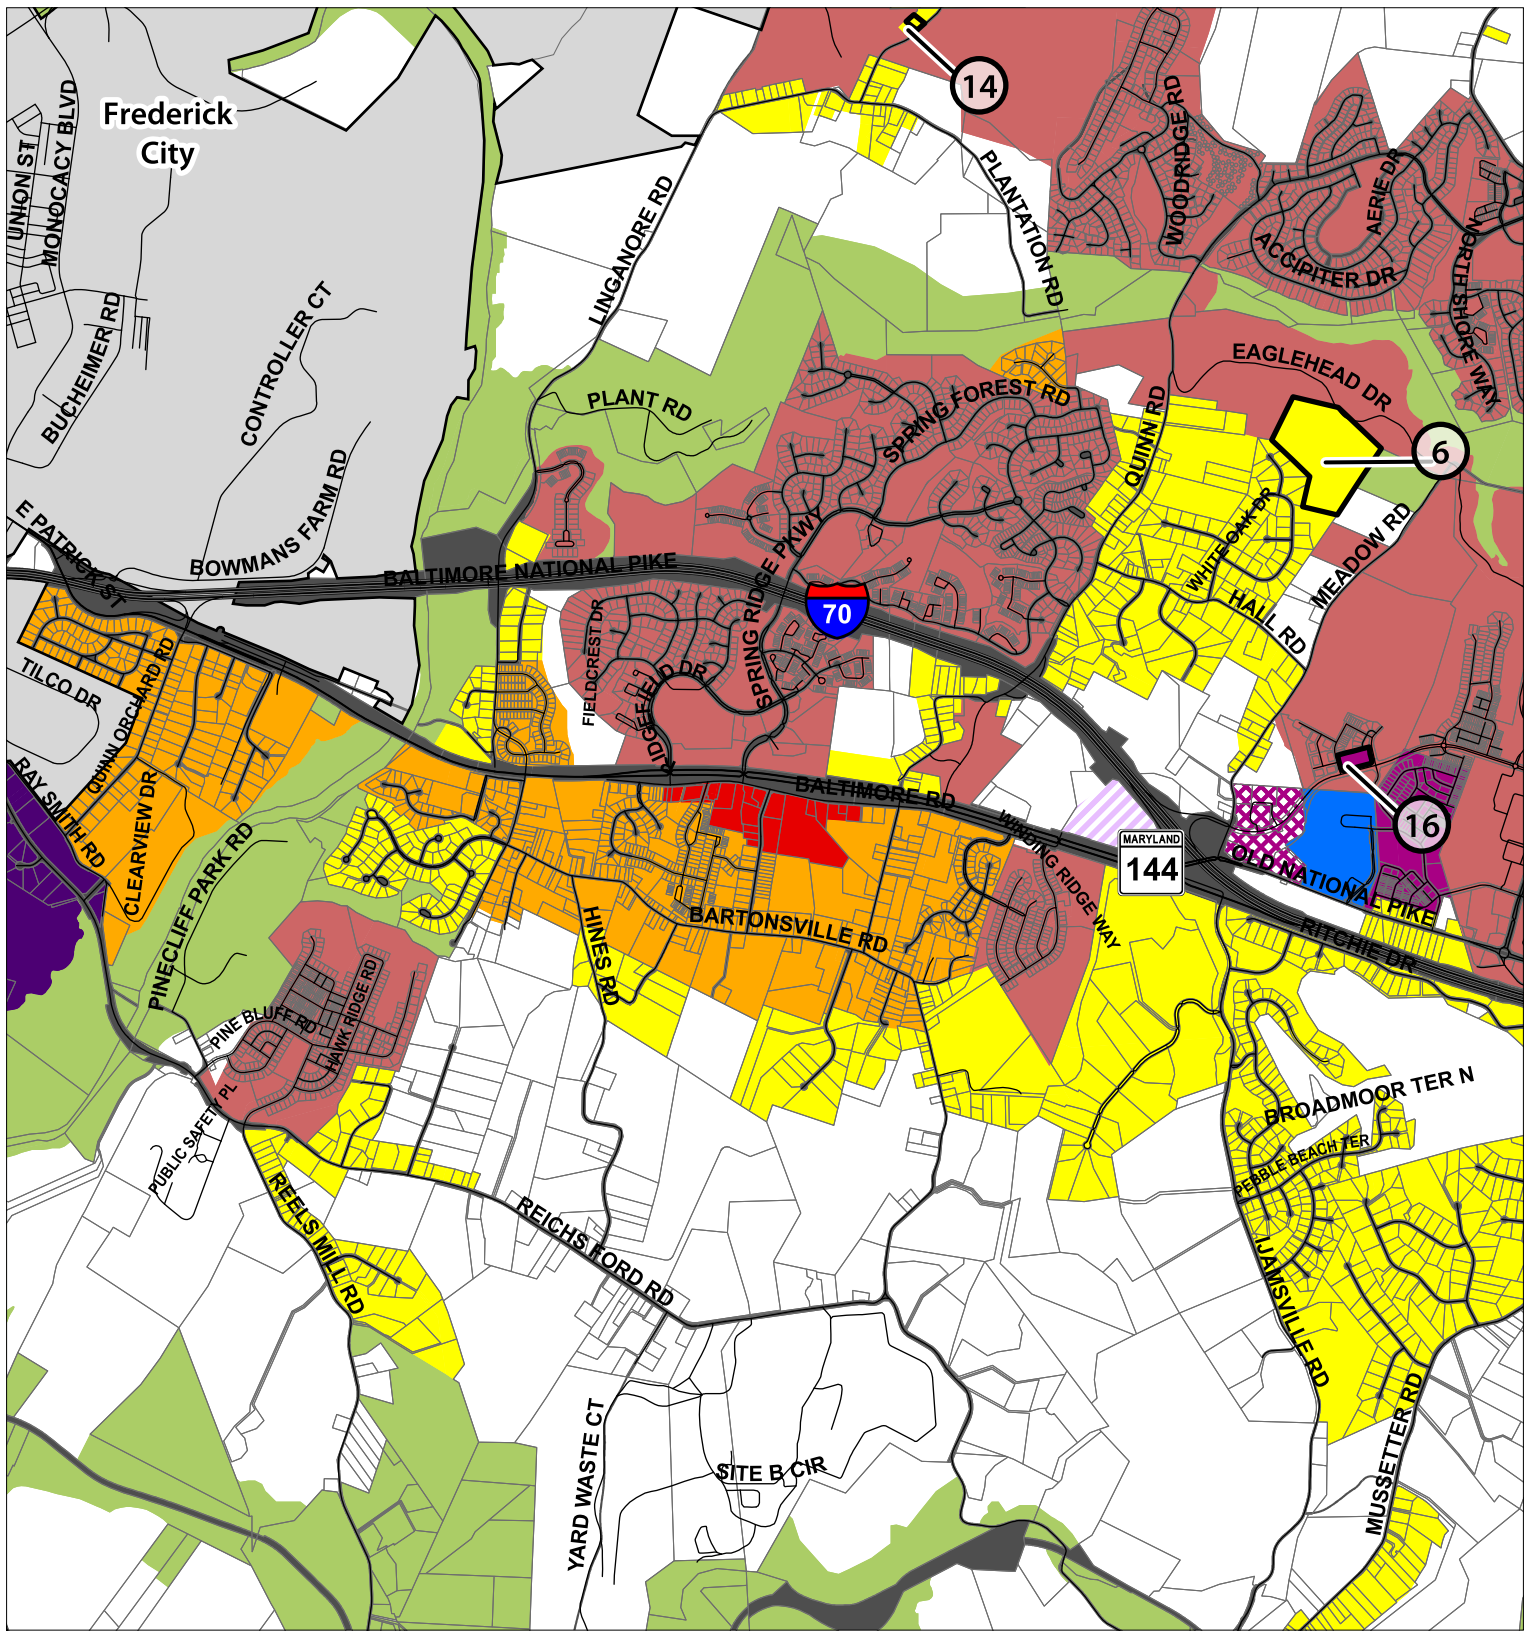 Frederick
City
14
UNION ST
MONOCACY BLVD
WOODRIDGE RD
PLANTATION RD
AERIE DR
ACCIPITER DR
NORTH SHORE WAY
LINGANORE RD
BUCHEIMER RD
CONTROLLER CT
EAGLEHEAD DR
PLANT RD
SPRING FOREST RD
QUINN RD
6
BOWMANS FARM RD
E PATRICK ST
BALTIMORE NATIONAL PIKE
SPRING RIDGE PKWY
WHITE OAK DR
MEADOW RD
HALL RD
70
FIELDCREST DR
RIDGEFIELD DR
TILCO DR
QUINN ORCHARD RD
RAY SMITH RD
CLEARVIEW DR
PINECLIFF PARK RD
BALTIMORE RD
WINDING RIDGE WAY
MARYLAND
144
16
OLD NATIONAL PIKE
RITCHIE DR
BARTONSVILLE RD
HINES RD
PINE BLUFF RD
HAWK RIDGE RD
PUBLIC SAFETY PL
BROADMOOR TER N
PEBBLE BEACH TER
REELS MILL RD
REICHS FORD RD
IJAMSVILLE RD
MUSSETTER RD
YARD WASTE CT
SITE B CIR